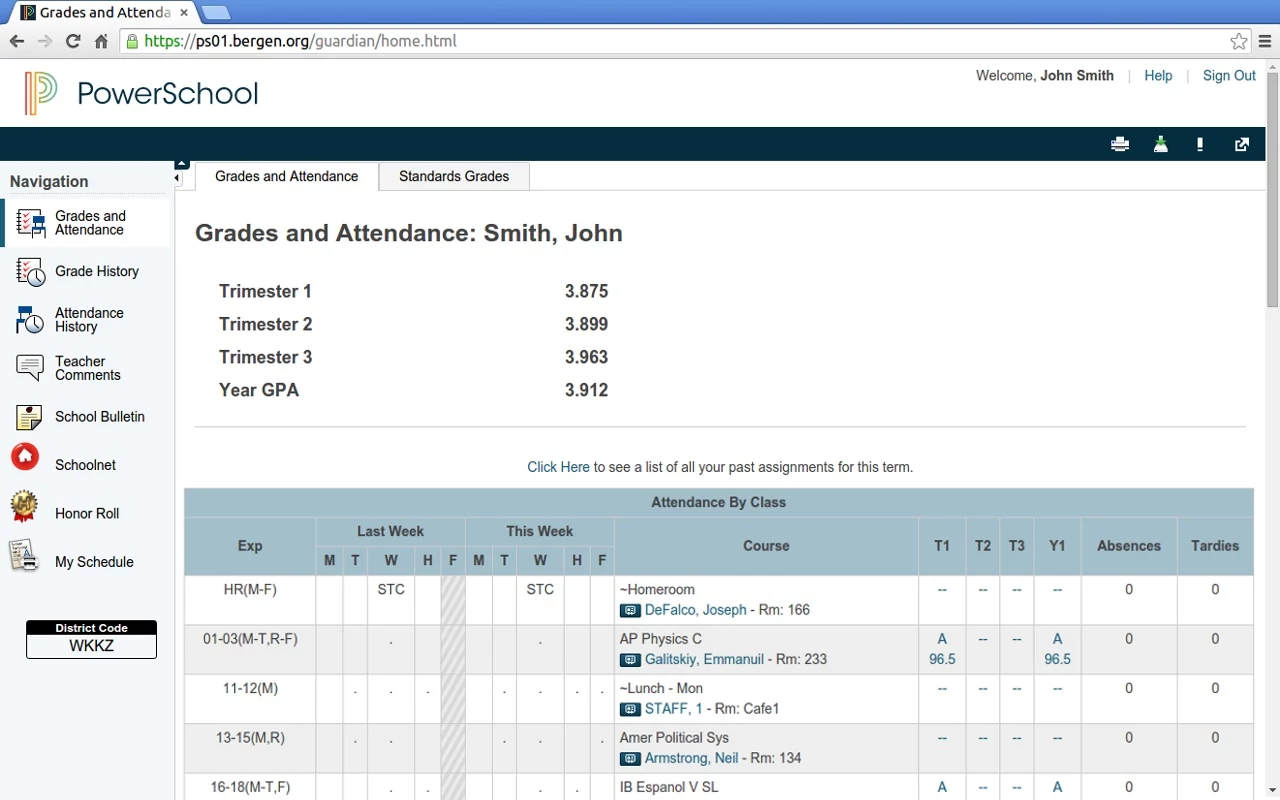 Grades and Attenda
https://ps01.bergen.org/guardian/home.html
PowerSchool
Welcome, John Smith | Help | Sign Out
Navigation
Grades and
Attendance
Grade History
Attendance
History
Teacher
Comments
School Bulletin
Schoolnet
Honor Roll
My Schedule
District Code
WKKZ
Grades and Attendance Standards Grades
Grades and Attendance: Smith, John
Trimester 1 3.875
Trimester 2 3.899
Trimester 3 3.963
Year GPA 3.912
Click Here to see a list of all your past assignments for this term.
Attendance By Class
Exp Last Week This Week Course T1 T2 T3 Y1 Absences Tardies
M T W H F M T W H F
HR(M-F) STC STC ~Homeroom -- -- -- -- 0 0
DeFalco, Joseph - Rm: 166
01-03(M-T,R-F) . . AP Physics C A -- -- A 0 0
Galitskiy, Emmanuil - Rm: 233 96.5 96.5
11-12(M) . . . . . . . ~Lunch - Mon -- -- -- -- 0 0
STAFF, 1 - Rm: Cafe1
13-15(M,R) . . . . . Amer Political Sys -- -- -- -- 0 0
Armstrong, Neil - Rm: 134
16-18(M-T,F) . . . . IB Espanol V SL A -- -- A 0 0